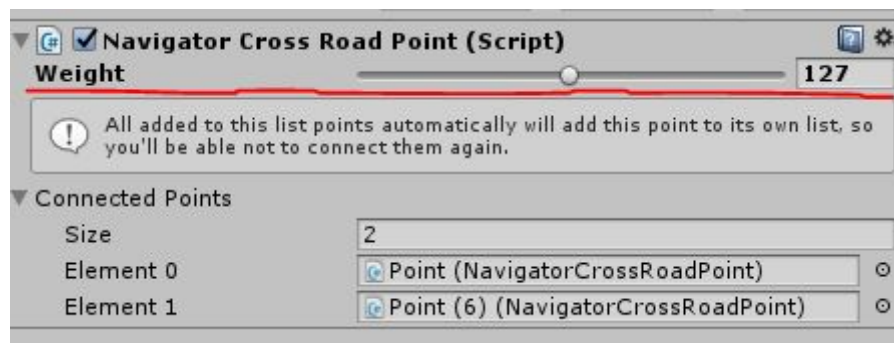 Navigator Cross Road Point (Script)
Weight 127
All added to this list points automatically will add this point to its own list, so
you'll be able not to connect them again.
Connected Points
Size 2
Element 0 Point (NavigatorCrossRoadPoint)
Element 1 Point (6) (NavigatorCrossRoadPoint)